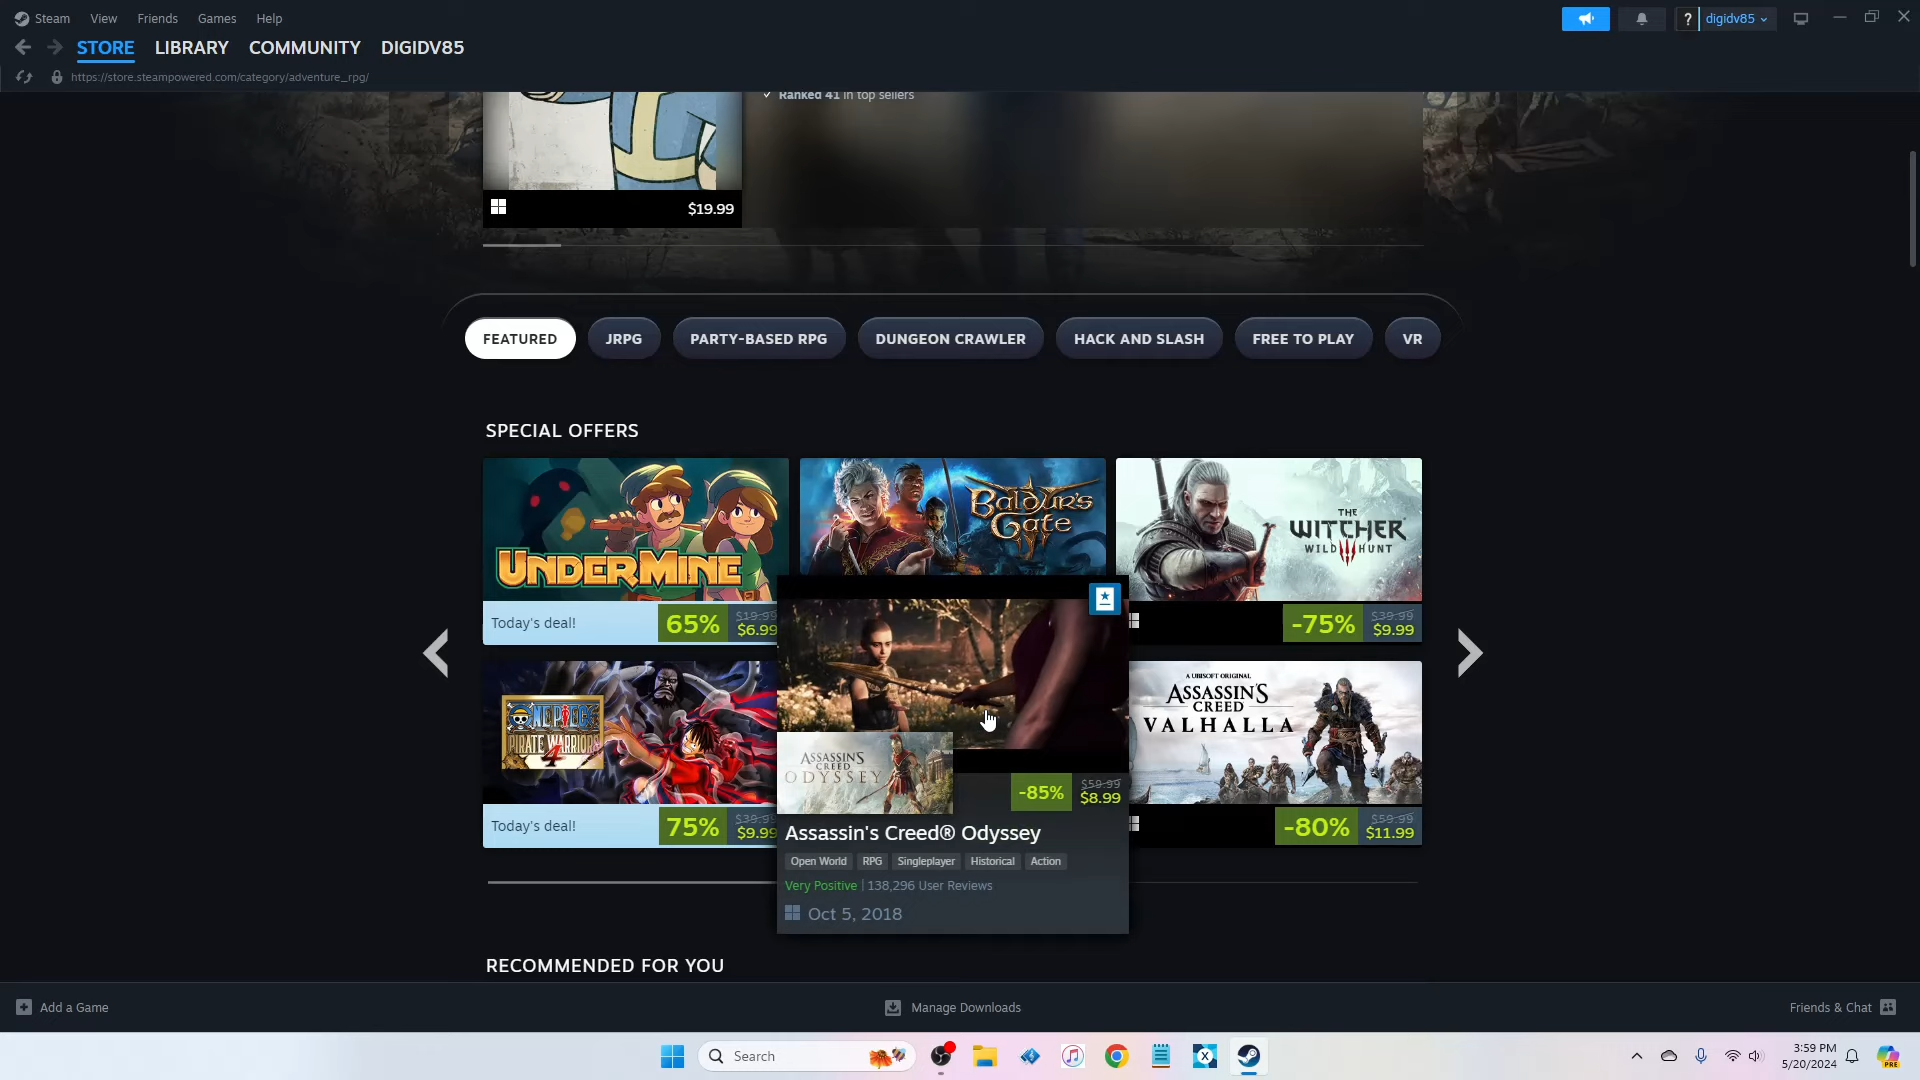 Steam View Friends Games Help
? digidv85
STORE LIBRARY COMMUNITY DIGIDV85
https://store.steampowered.com/category/adventure_rpg/
✓ Ranked 41 in top sellers
$19.99
FEATURED JRPG PARTY-BASED RPG DUNGEON CRAWLER HACK AND SLASH FREE TO PLAY VR
SPECIAL OFFERS
UNDERMINE
BALDUR'S
GATE
THE
WITCHER
WILD HUNT
Today's deal! 65% $19.99
$6.99
-75% $39.99
$9.99
ONE PIECE
PIRATE WARRIORS
4
A UBISOFT ORIGINAL
ASSASSIN'S
CREED
VALHALLA
ASSASSIN'S
CREED
ODYSSEY
-85% $59.99
$8.99
Today's deal! 75% $39.99
$9.99
-80% $59.99
$11.99
Assassin's Creed® Odyssey
Open World RPG Singleplayer Historical Action
Very Positive | 138,296 User Reviews
Oct 5, 2018
RECOMMENDED FOR YOU
Add a Game Manage Downloads Friends & Chat
Search
3:59 PM
5/20/2024
PRE